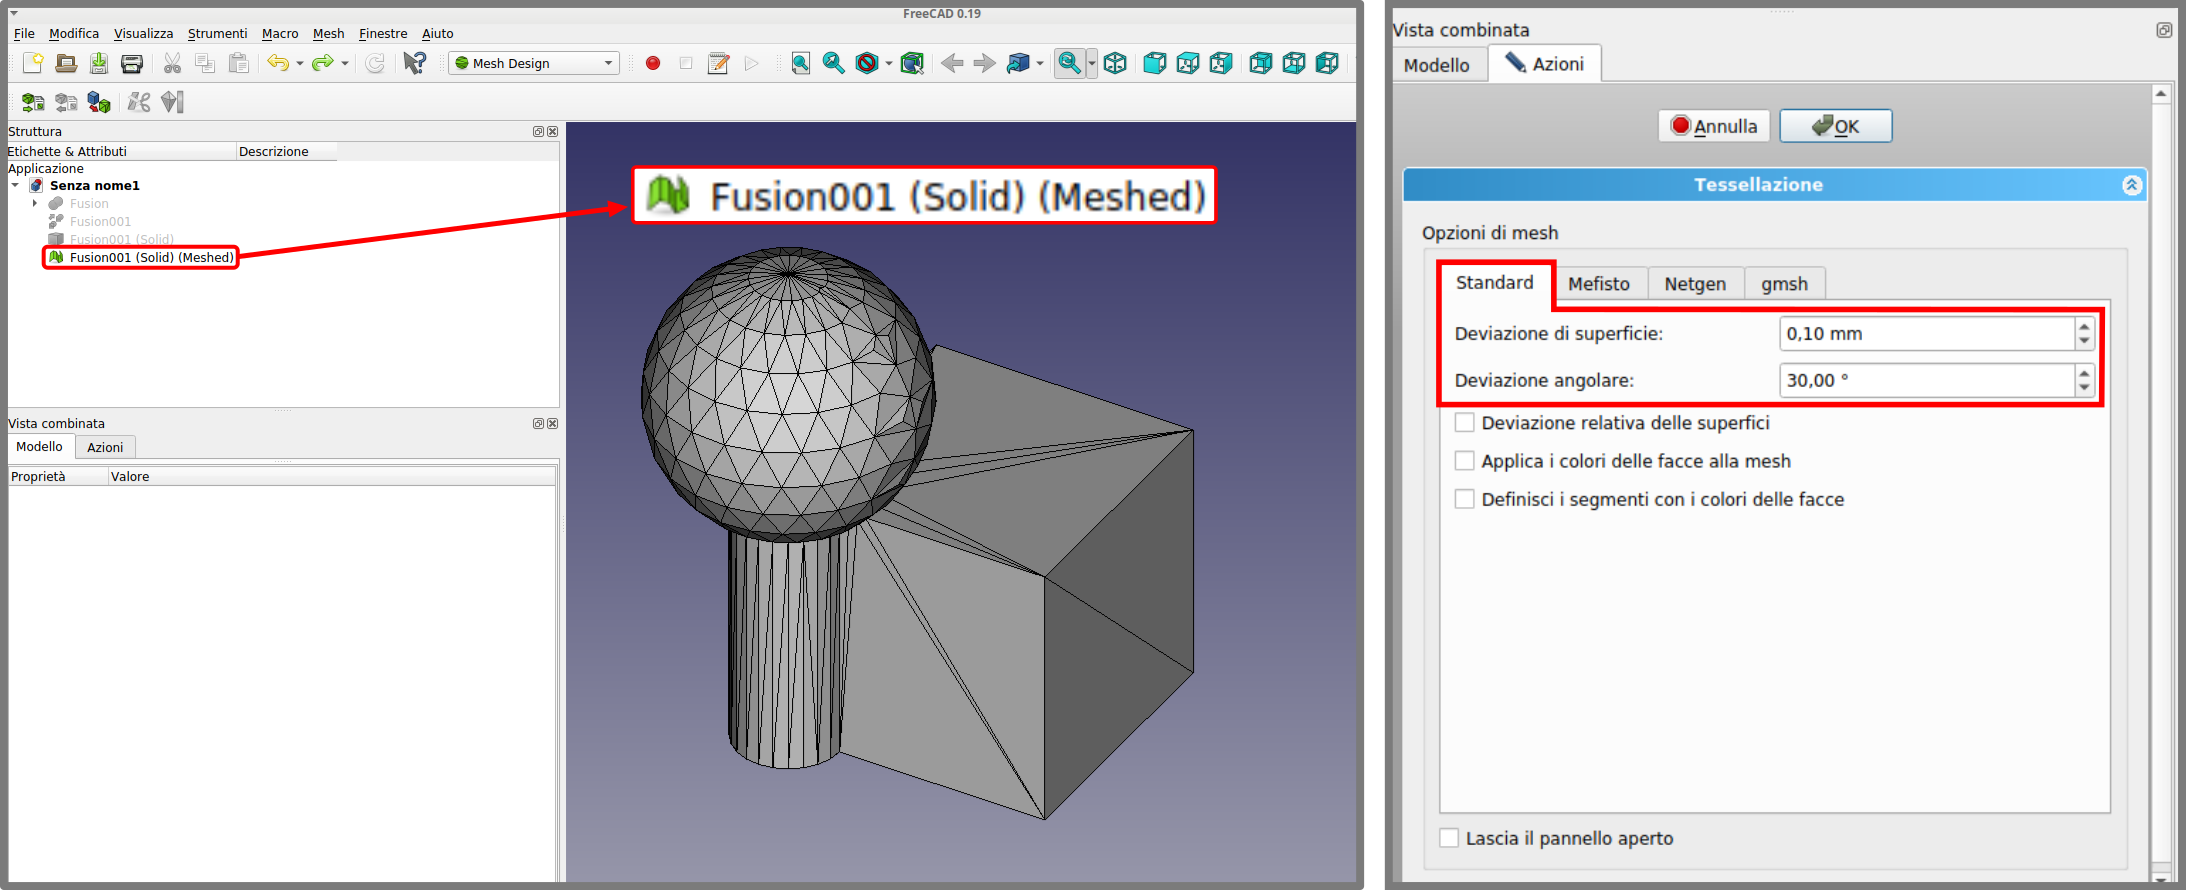 FreeCAD 0.19
File Modifica Visualizza Strumenti Macro Mesh Finestre Aiuto
Mesh Design
Struttura
Etichette & Attributi Descrizione
Applicazione
Senza nome1
Fusion
Fusion001
Fusion001 (Solid)
Fusion001 (Solid) (Meshed)
Fusion001 (Solid) (Meshed)
Vista combinata
Modello Azioni
Proprietà Valore
Vista combinata
Modello Azioni
Annulla OK
Tessellazione
Opzioni di mesh
Standard Mefisto Netgen gmsh
Deviazione di superficie: 0,10 mm
Deviazione angolare: 30,00 °
Deviazione relativa delle superfici
Applica i colori delle facce alla mesh
Definisci i segmenti con i colori delle facce
Lascia il pannello aperto